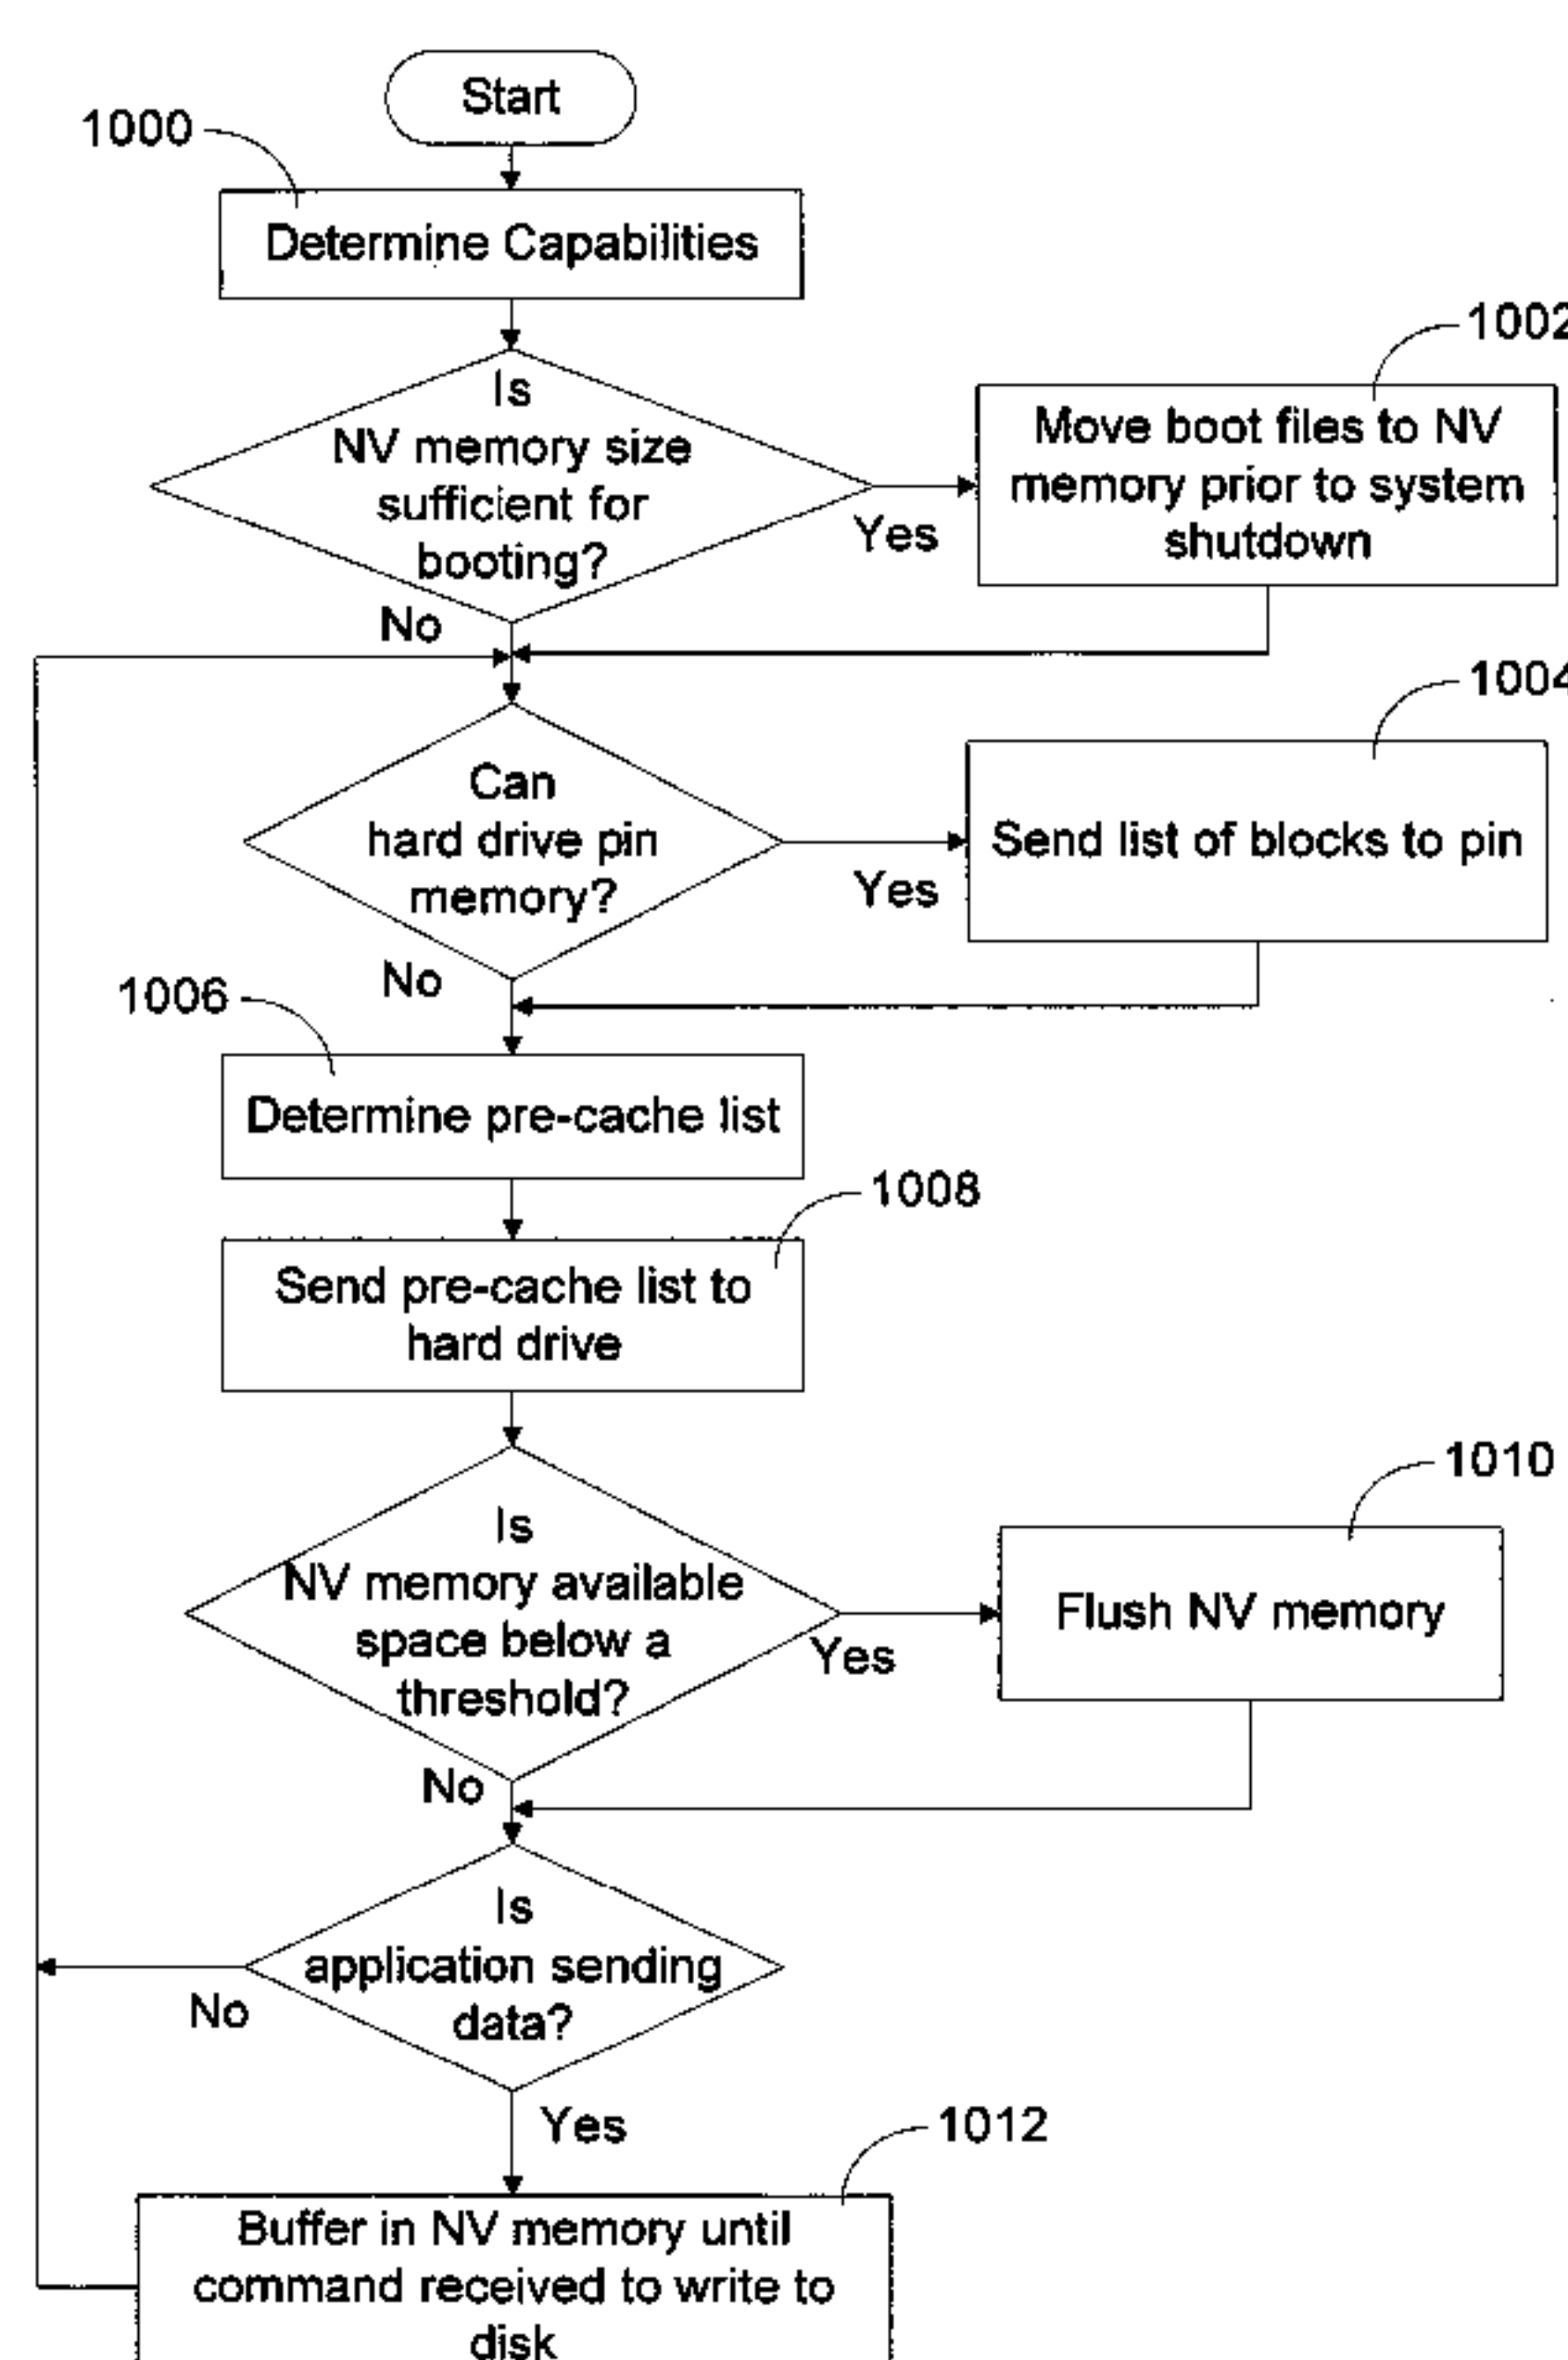 Start
1000
Determine Capabilities
1002
Is
NV memory size
sufficient for
booting?
Yes
Move boot files to NV
memory prior to system
shutdown
No
1004
Can
hard drive pin
memory?
Yes
Send list of blocks to pin
No
1006
Determine pre-cache list
1008
Send pre-cache list to
hard drive
1010
Is
NV memory available
space below a
threshold?
Yes
Flush NV memory
No
Is
application sending
data?
No
Yes
1012
Buffer in NV memory until
command received to write to
disk